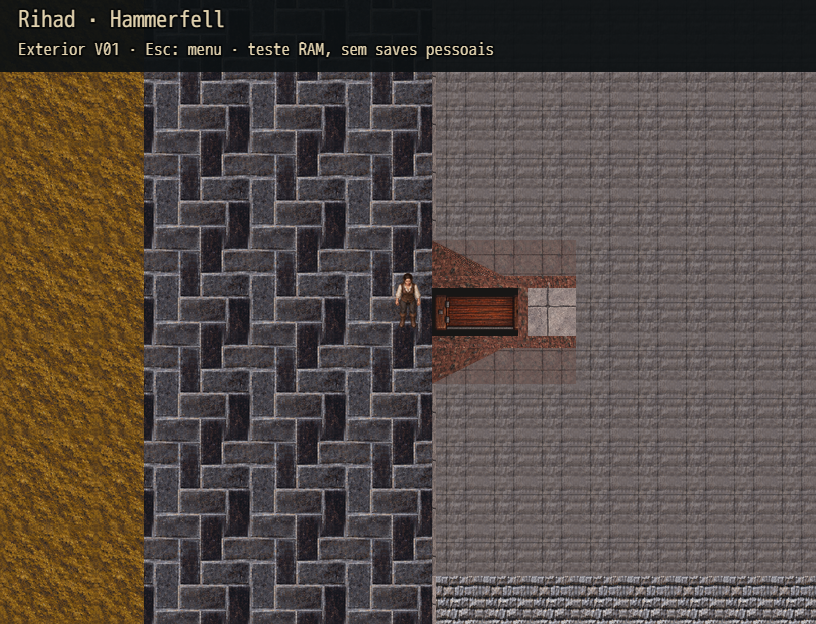 Rihad · Hammerfell
Exterior V01 · Esc: menu · teste RAM, sem saves pessoais